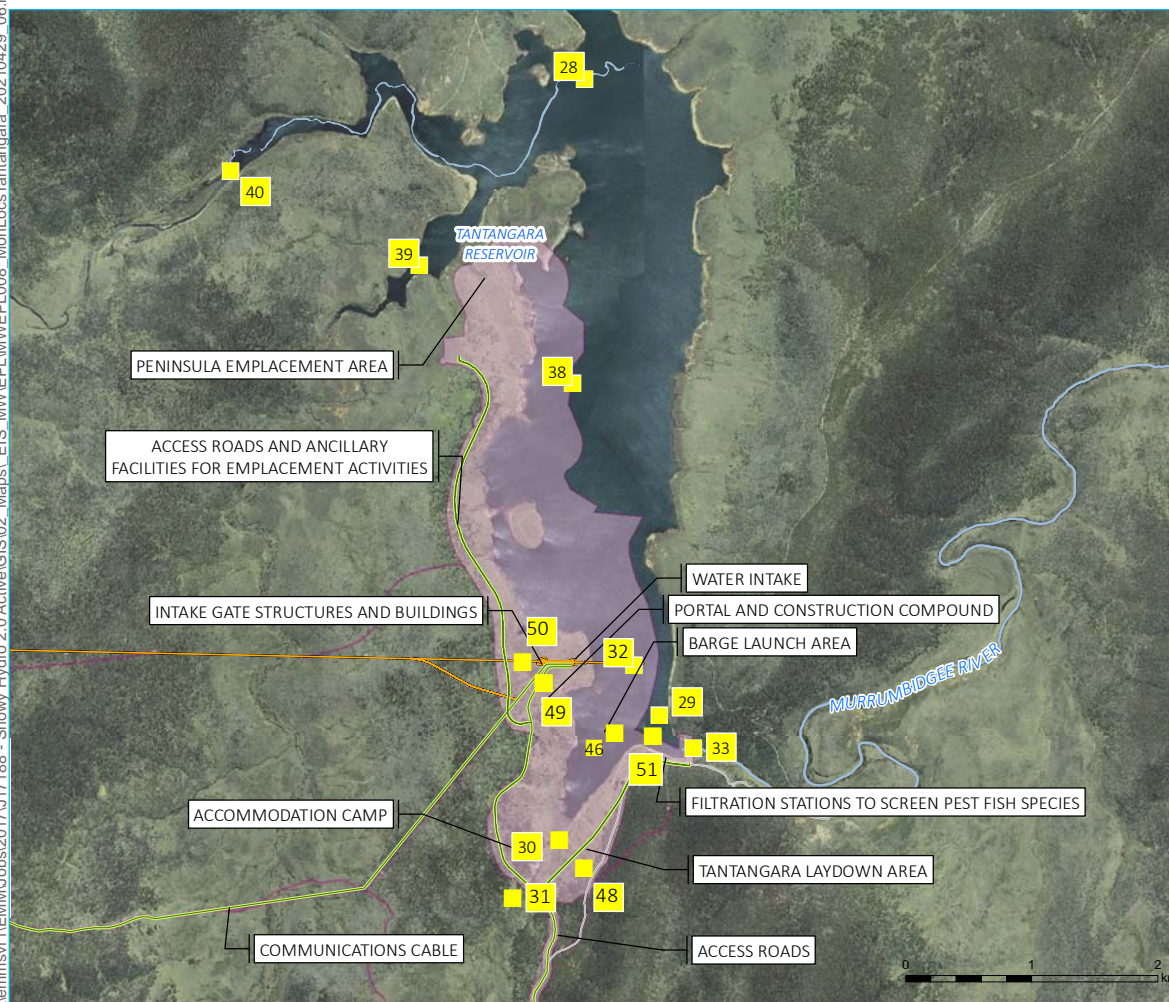 28
40
TANTANGARA
RESERVOIR
39
38
PENINSULA EMPLACEMENT AREA
ACCESS ROADS AND ANCILLARY
FACILITIES FOR EMPLACEMENT ACTIVITIES
WATER INTAKE
INTAKE GATE STRUCTURES AND BUILDINGS
PORTAL AND CONSTRUCTION COMPOUND
50
32
BARGE LAUNCH AREA
MURRUMBIDGEE RIVER
29
49
46
33
51
FILTRATION STATIONS TO SCREEN PEST FISH SPECIES
ACCOMMODATION CAMP
30
TANTANGARA LAYDOWN AREA
31
48
COMMUNICATIONS CABLE
ACCESS ROADS
0 1 2